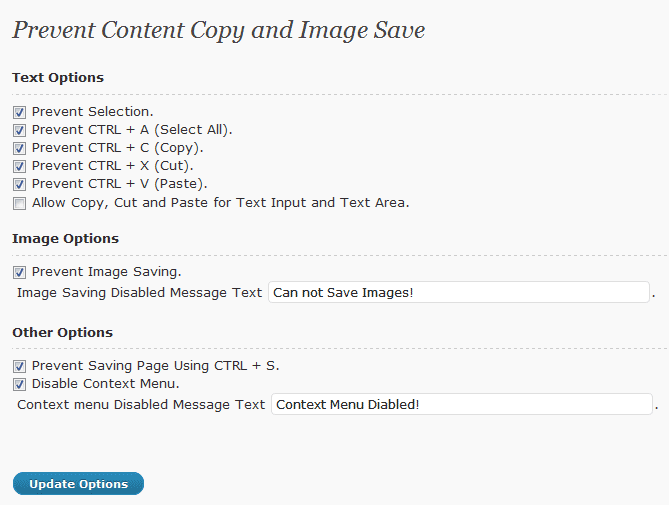 Prevent Content Copy and Image Save
Text Options
Prevent Selection.
Prevent CTRL + A (Select All).
Prevent CTRL + C (Copy).
Prevent CTRL + X (Cut).
Prevent CTRL + V (Paste).
Allow Copy, Cut and Paste for Text Input and Text Area.
Image Options
Prevent Image Saving.
Image Saving Disabled Message Text Can not Save Images! .
Other Options
Prevent Saving Page Using CTRL + S.
Disable Context Menu.
Context menu Disabled Message Text Context Menu Diabled! .
Update Options